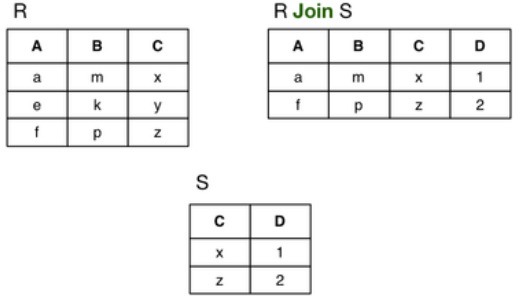 R
A B C
a m x
e k y
f p z
R Join S
A B C D
a m x 1
f p z 2
S
C D
x 1
z 2